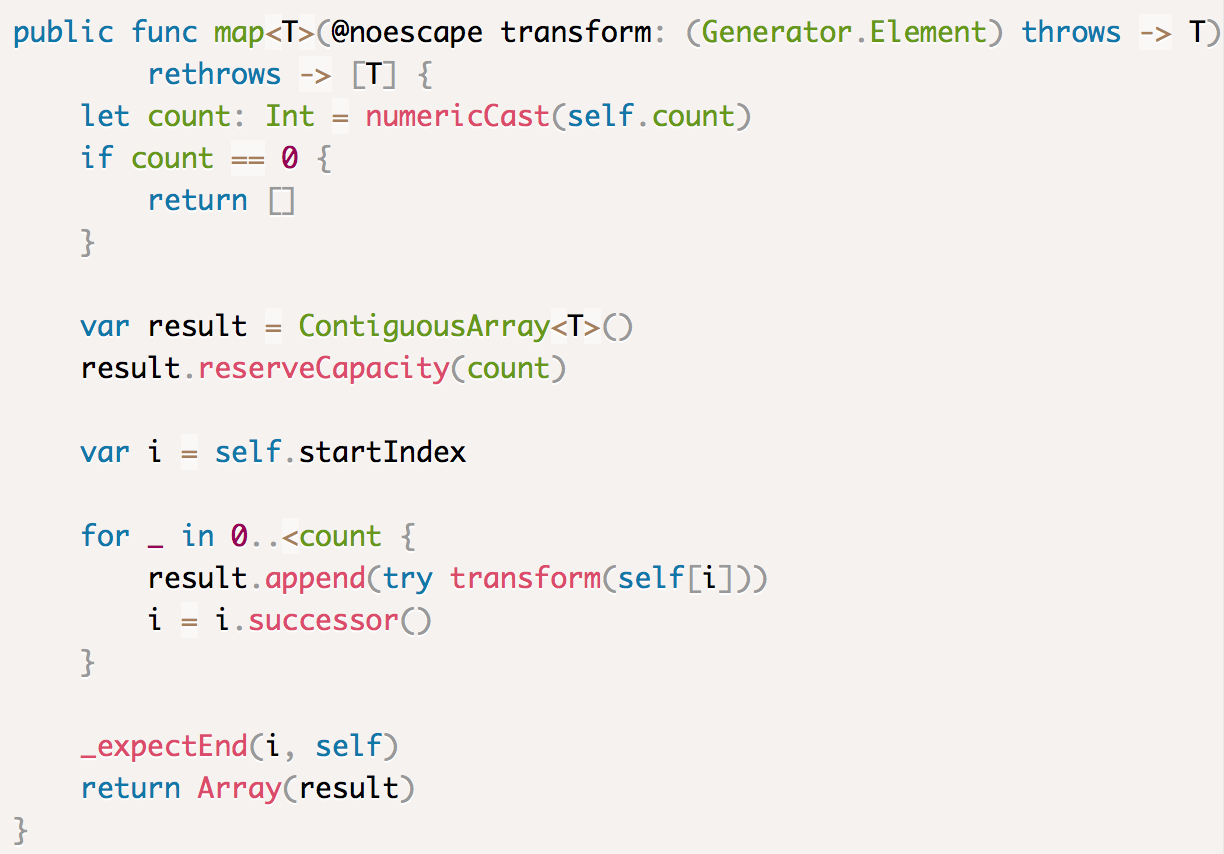 public func map<T>(@noescape transform: (Generator.Element) throws -> T)
        rethrows -> [T] {
    let count: Int = numericCast(self.count)
    if count == 0 {
        return []
    }

    var result = ContiguousArray<T>()
    result.reserveCapacity(count)

    var i = self.startIndex

    for _ in 0..<count {
        result.append(try transform(self[i]))
        i = i.successor()
    }

    _expectEnd(i, self)
    return Array(result)
}